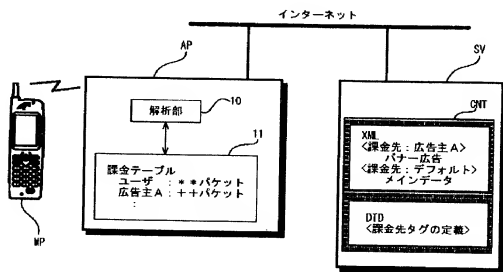 インターネット
AP
SV
CNT
解析部
10
11
課金テーブル
ユーザ :**パケット
広告主A:++パケット
:
XML
<課金先:広告主A>
バナー広告
<課金先:デフォルト>
メインデータ
DTD
<課金先タグの定義>
MP